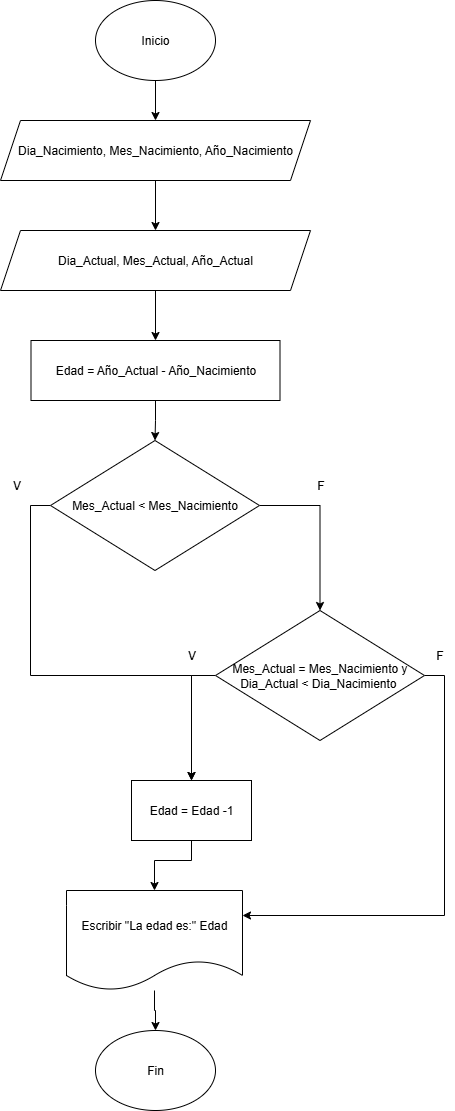 Inicio
Dia_Nacimiento, Mes_Nacimiento, Año_Nacimiento
Dia_Actual, Mes_Actual, Año_Actual
Edad = Año_Actual - Año_Nacimiento
V
F
Mes_Actual < Mes_Nacimiento
V
F
Mes_Actual = Mes_Nacimiento y
Dia_Actual < Dia_Nacimiento
Edad = Edad -1
Escribir "La edad es:" Edad
Fin